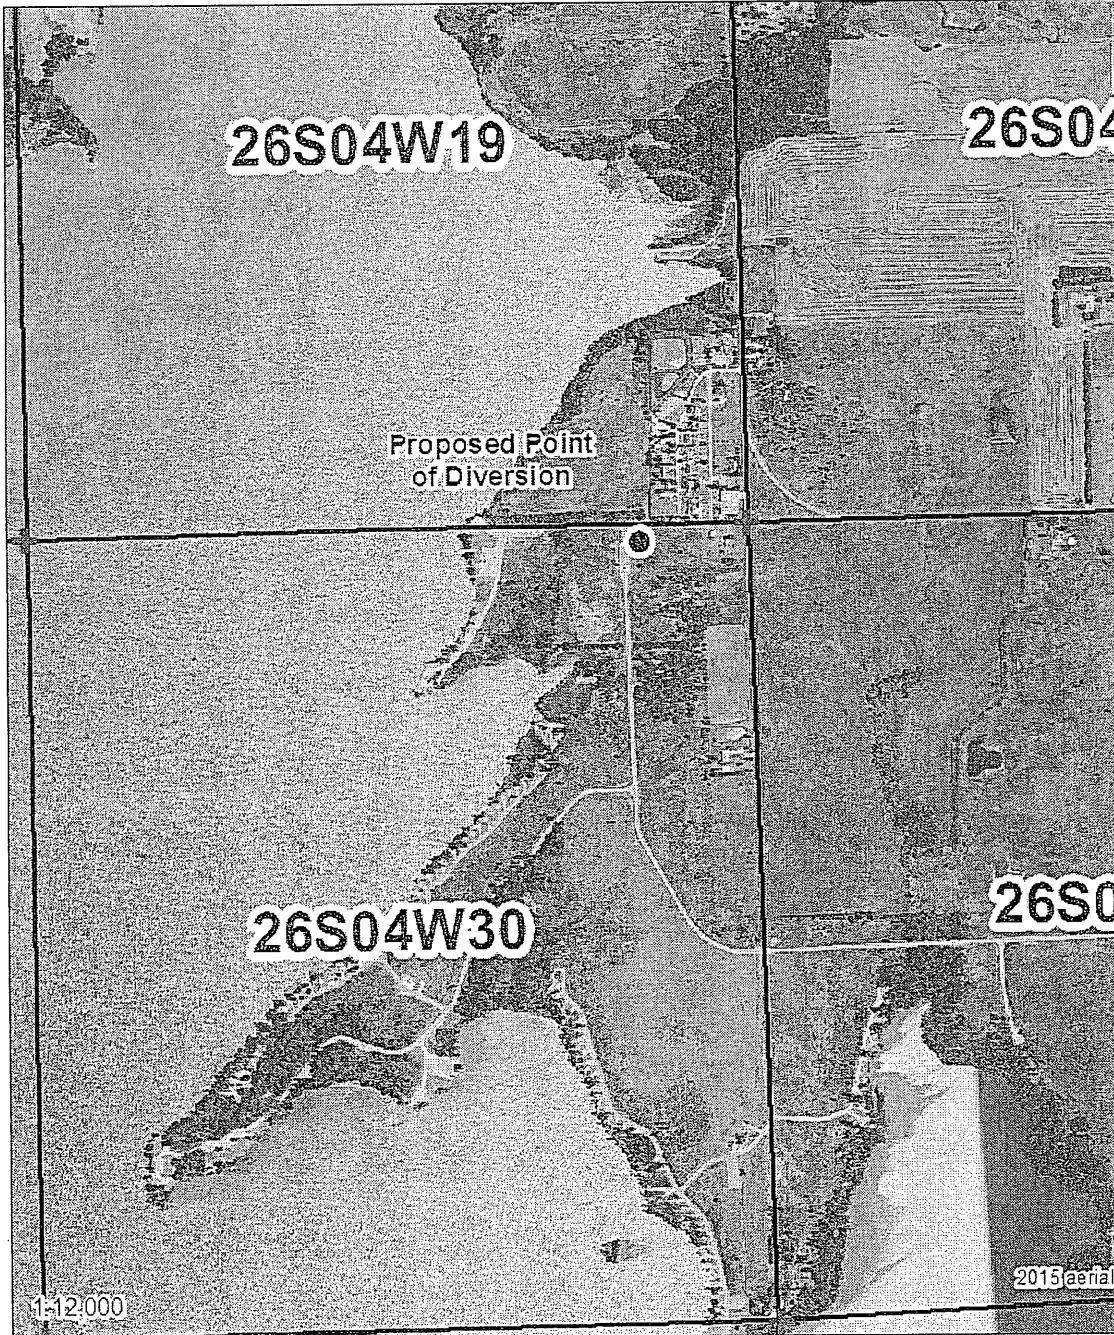 26S04W19
26S04
Proposed Point
of Diversion
26S04W30
26S0
2015 aerial
1:12,000